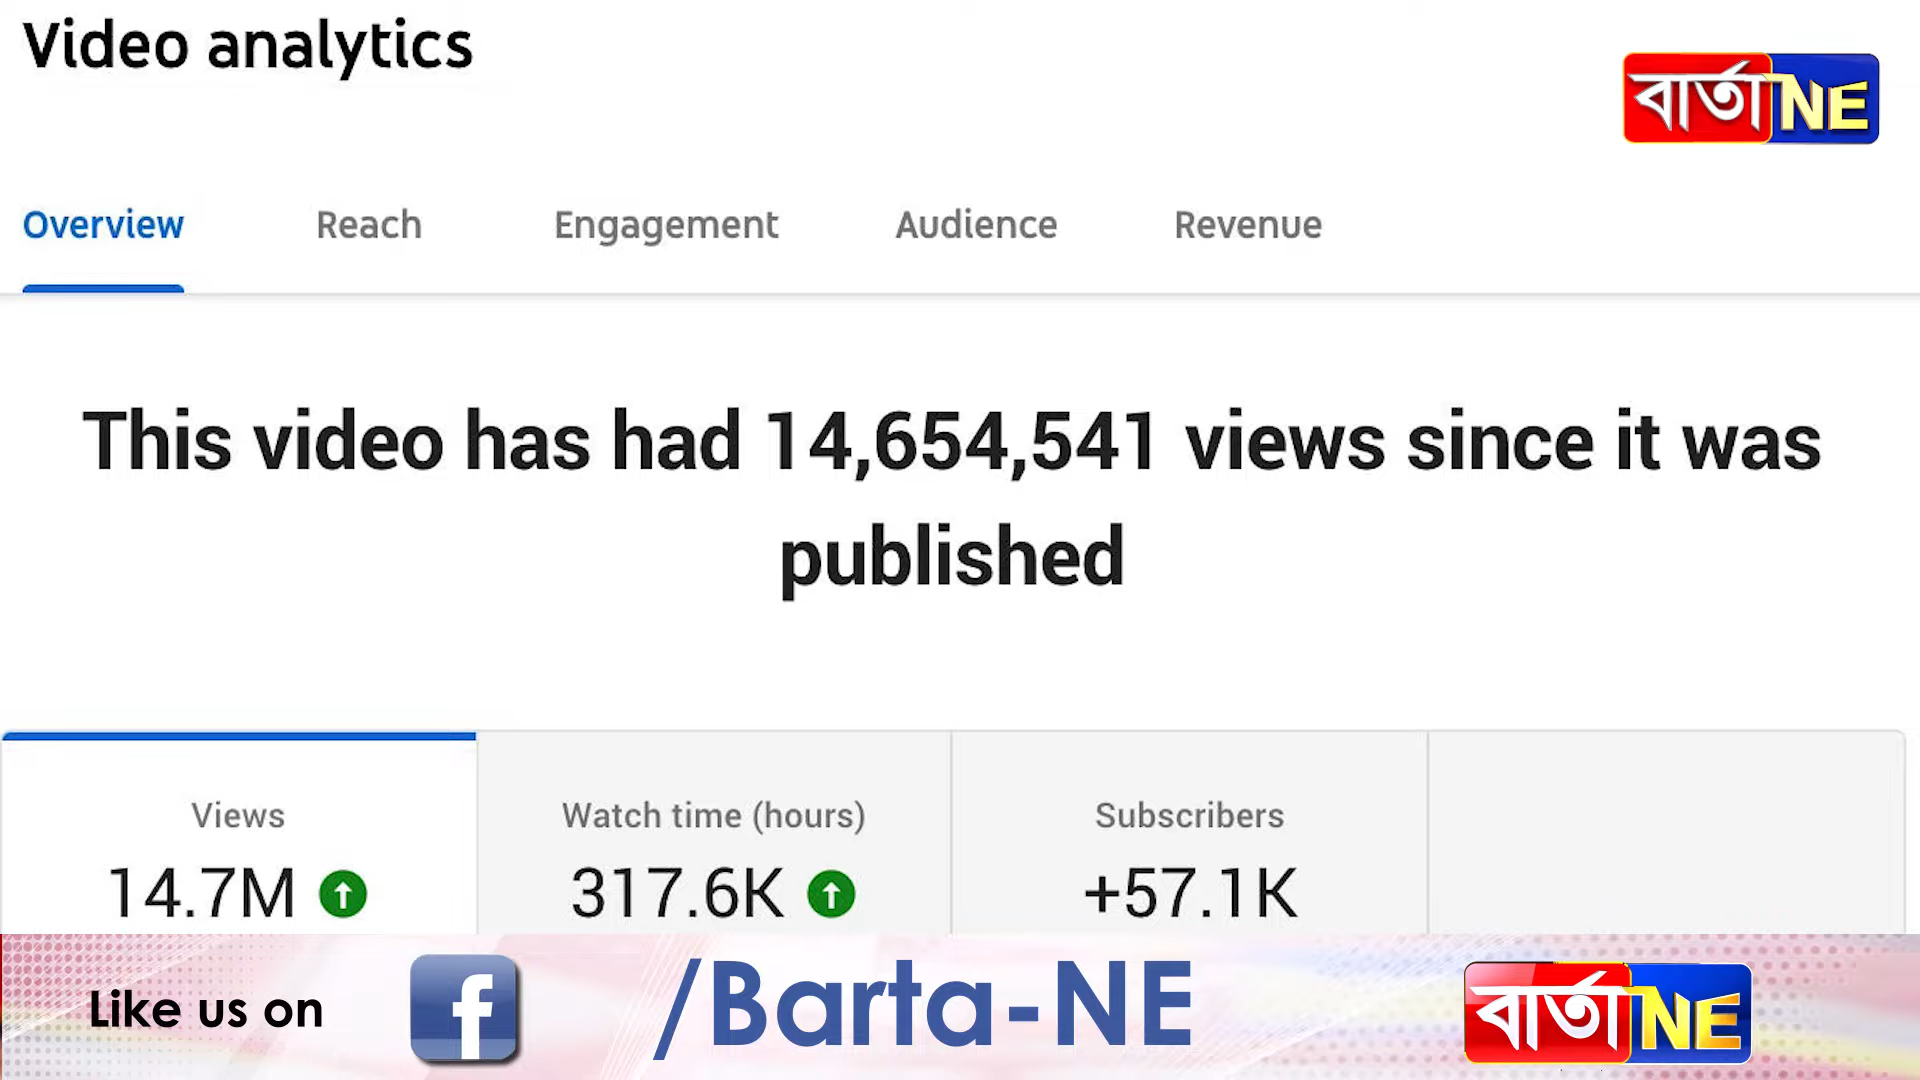 Video analytics
বার্তা NE
Overview Reach Engagement Audience Revenue
This video has had 14,654,541 views since it was
published
Views Watch time (hours) Subscribers
14.7M 317.6K +57.1K
Like us on f /Barta-NE বার্তা NE